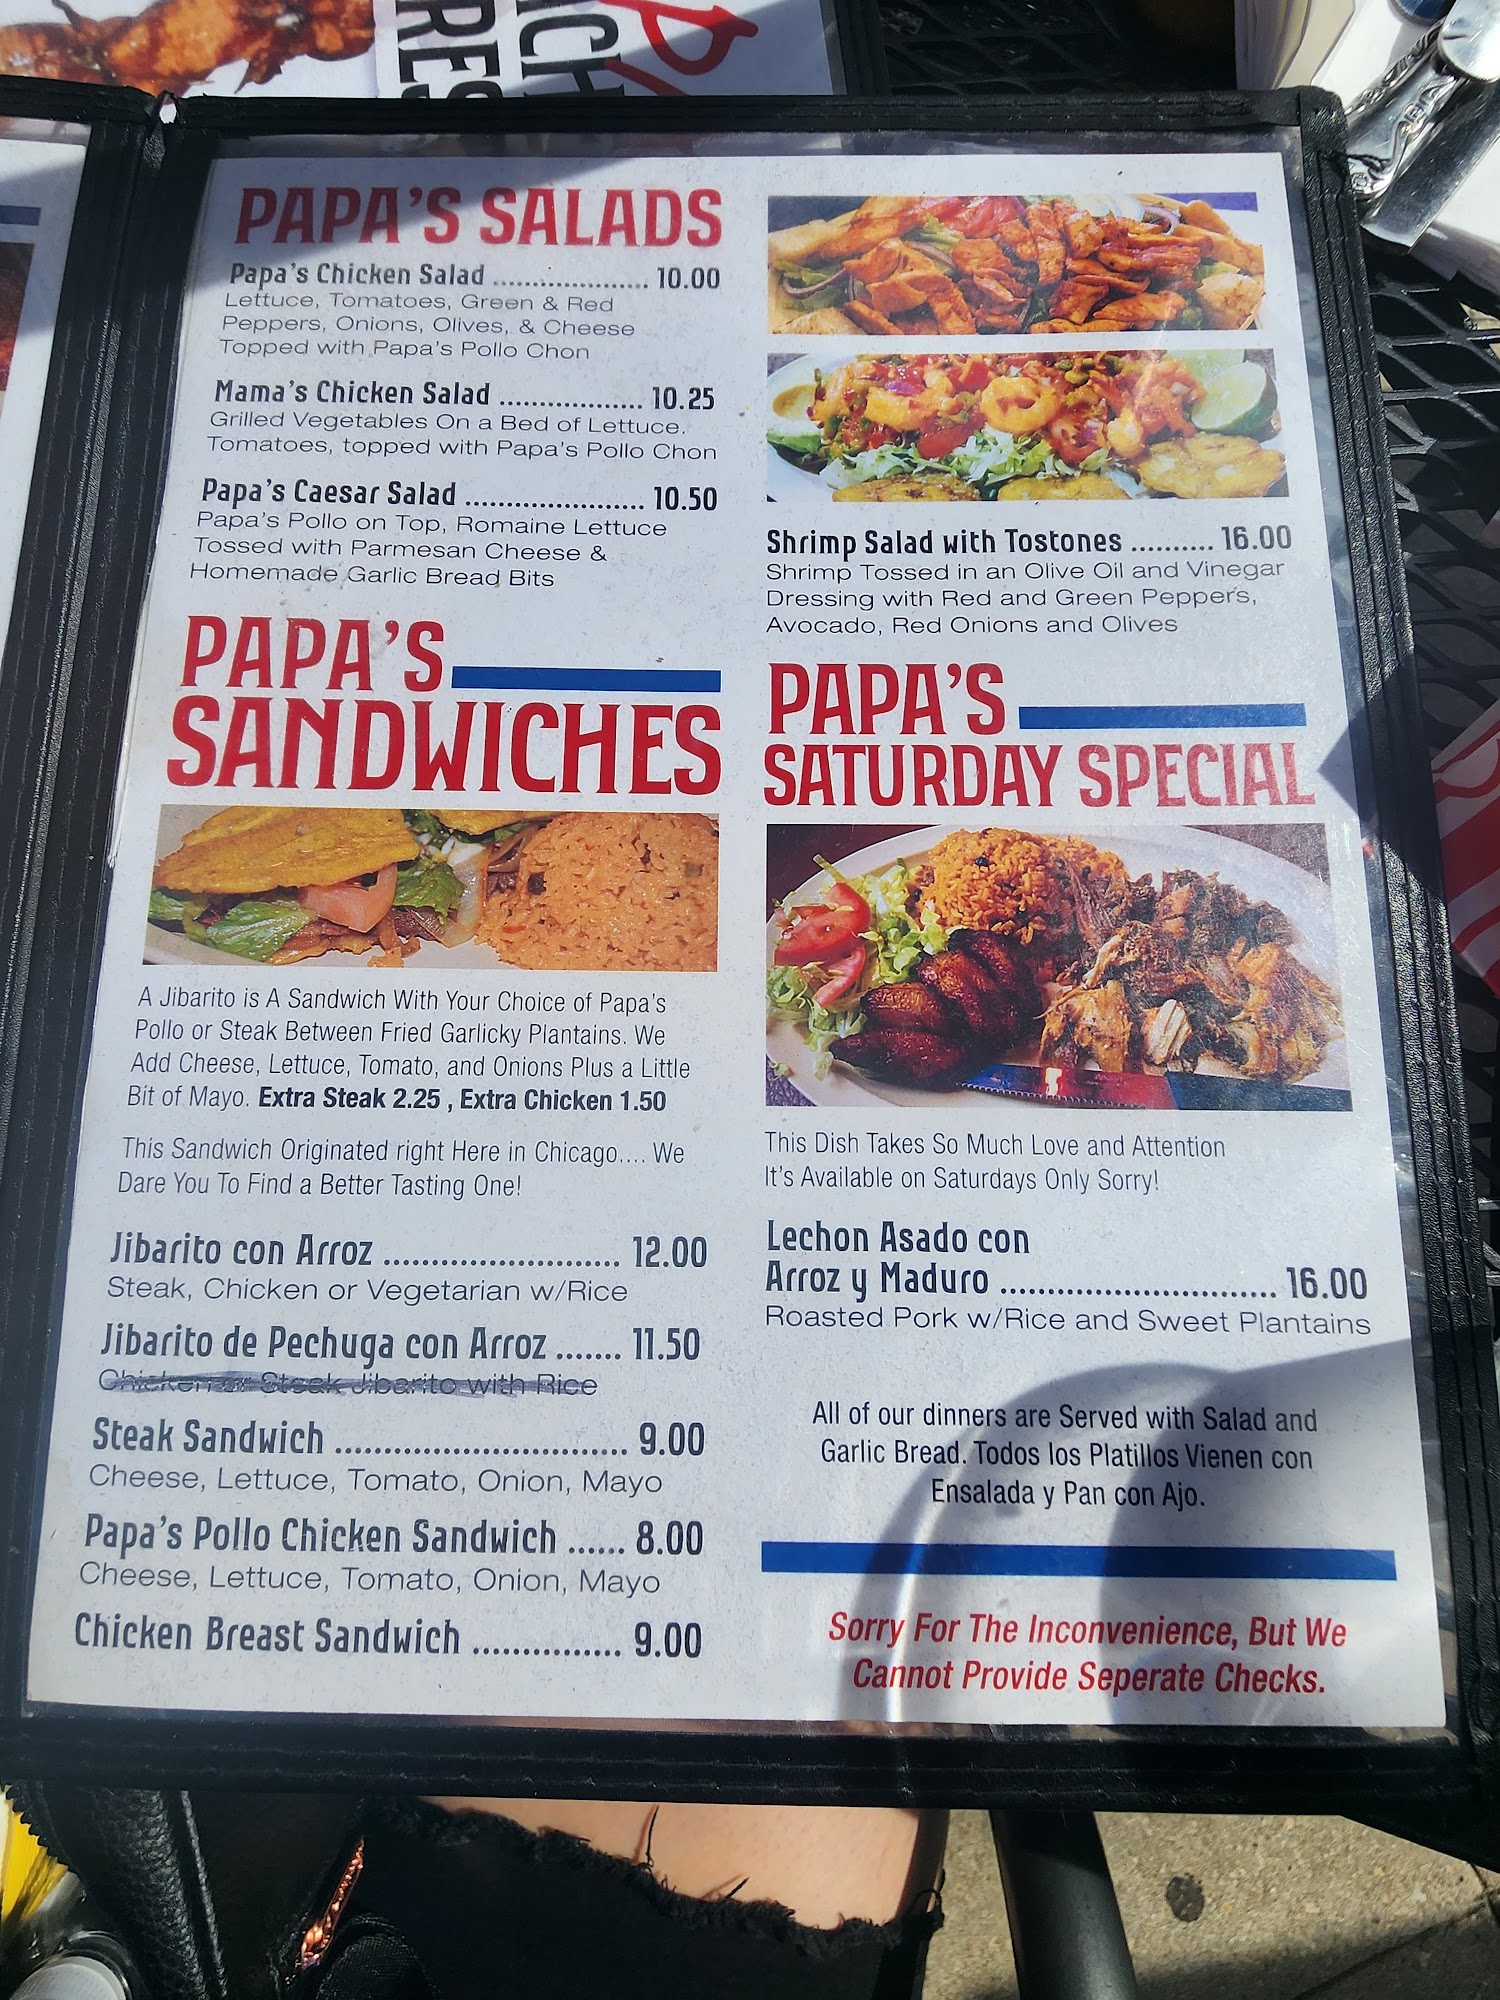 PAPA'S SALADS
Papa's Chicken Salad ...................... 10.00
Lettuce, Tomatoes, Green & Red
Peppers, Onions, Olives, & Cheese
Topped with Papa's Pollo Chon
Mama's Chicken Salad ................... 10.25
Grilled Vegetables On a Bed of Lettuce,
Tomatoes, topped with Papa's Pollo Chon
Papa's Caesar Salad ....................... 10.50
Papa's Pollo on Top, Romaine Lettuce
Tossed with Parmesan Cheese &
Homemade Garlic Bread Bits
PAPA'S
SANDWICHES
A Jibarito is A Sandwich With Your Choice of Papa's
Pollo or Steak Between Fried Garlicky Plantains. We
Add Cheese, Lettuce, Tomato, and Onions Plus a Little
Bit of Mayo. Extra Steak 2.25 , Extra Chicken 1.50
This Sandwich Originated right Here in Chicago.... We
Dare You To Find a Better Tasting One!
Jibarito con Arroz .......................... 12.00
Steak, Chicken or Vegetarian w/Rice
Jibarito de Pechuga con Arroz ....... 11.50
Chicken or Steak Jibarito with Rice
Steak Sandwich ............................... 9.00
Cheese, Lettuce, Tomato, Onion, Mayo
Papa's Pollo Chicken Sandwich ...... 8.00
Cheese, Lettuce, Tomato, Onion, Mayo
Chicken Breast Sandwich ................ 9.00
Shrimp Salad with Tostones .......... 16.00
Shrimp Tossed in an Olive Oil and Vinegar
Dressing with Red and Green Peppers,
Avocado, Red Onions and Olives
PAPA'S
SATURDAY SPECIAL
This Dish Takes So Much Love and Attention
It's Available on Saturdays Only Sorry!
Lechon Asado con
Arroz y Maduro .............................. 16.00
Roasted Pork w/Rice and Sweet Plantains
All of our dinners are Served with Salad and
Garlic Bread. Todos los Platillos Vienen con
Ensalada y Pan con Ajo.
Sorry For The Inconvenience, But We
Cannot Provide Seperate Checks.